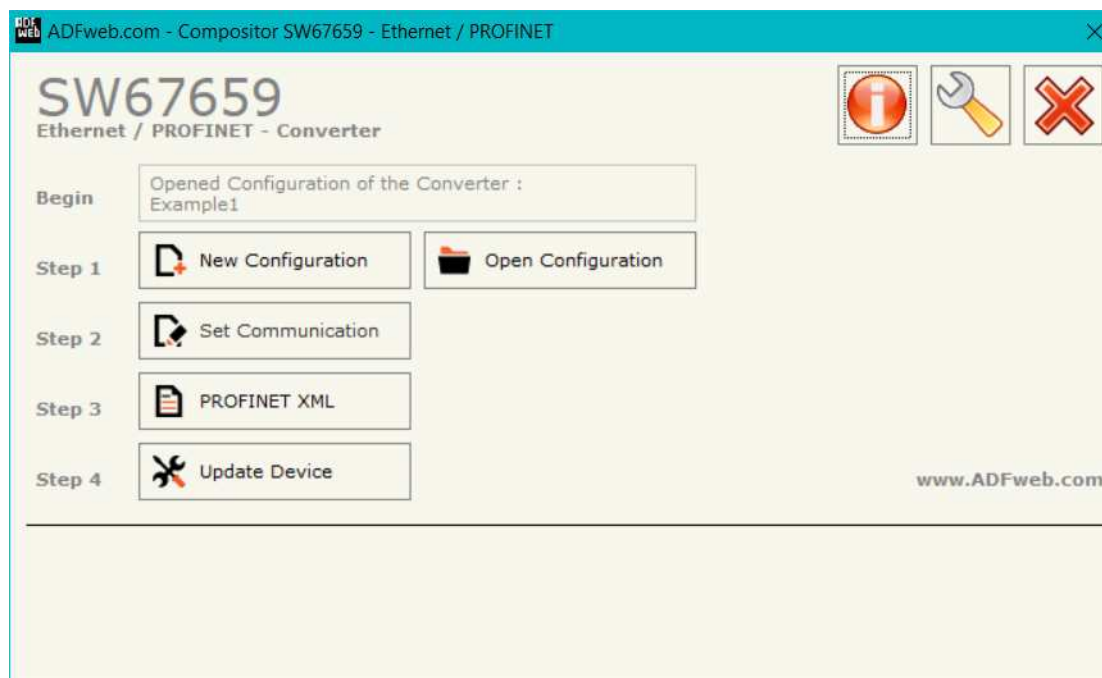 ADF
WEB
ADFweb.com - Compositor SW67659 - Ethernet / PROFINET
SW67659
Ethernet / PROFINET - Converter
Begin
Opened Configuration of the Converter :
Example1
Step 1
New Configuration
Open Configuration
Step 2
Set Communication
Step 3
PROFINET XML
Step 4
Update Device
www.ADFweb.com